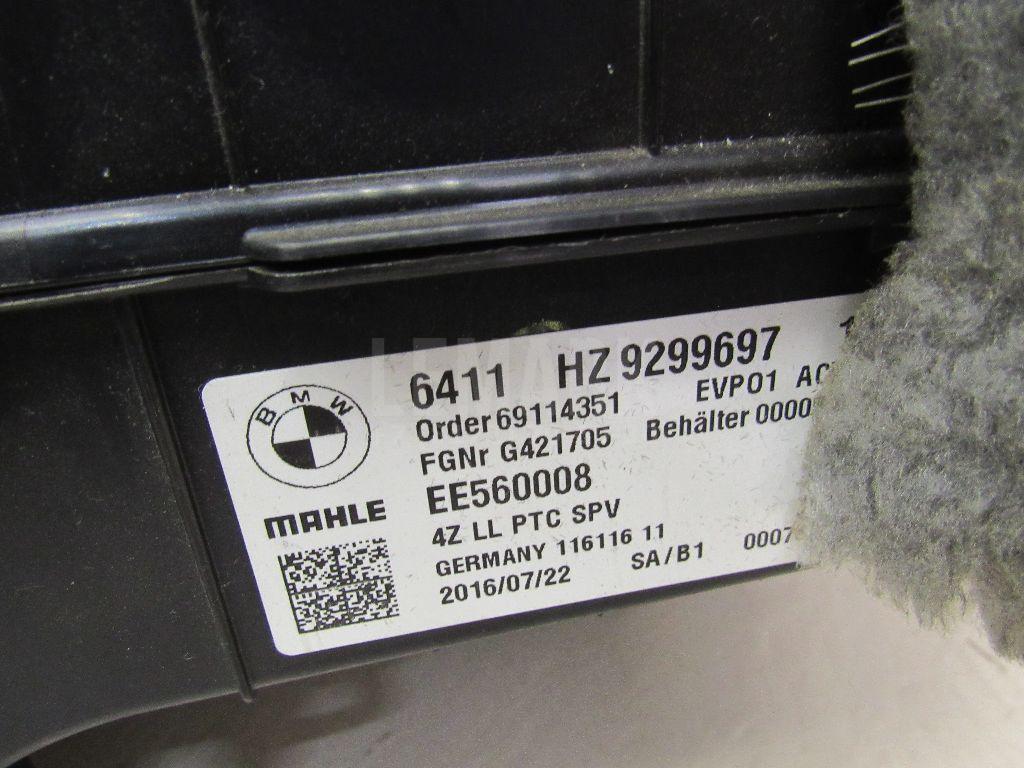 6411 HZ 9299697
Order 69114351 EVP01
FGNr G421705 Behälter
EE560008
4Z LL PTC SPV
GERMANY 116116 11
2016/07/22 SA/B1
BMW
MAHLE